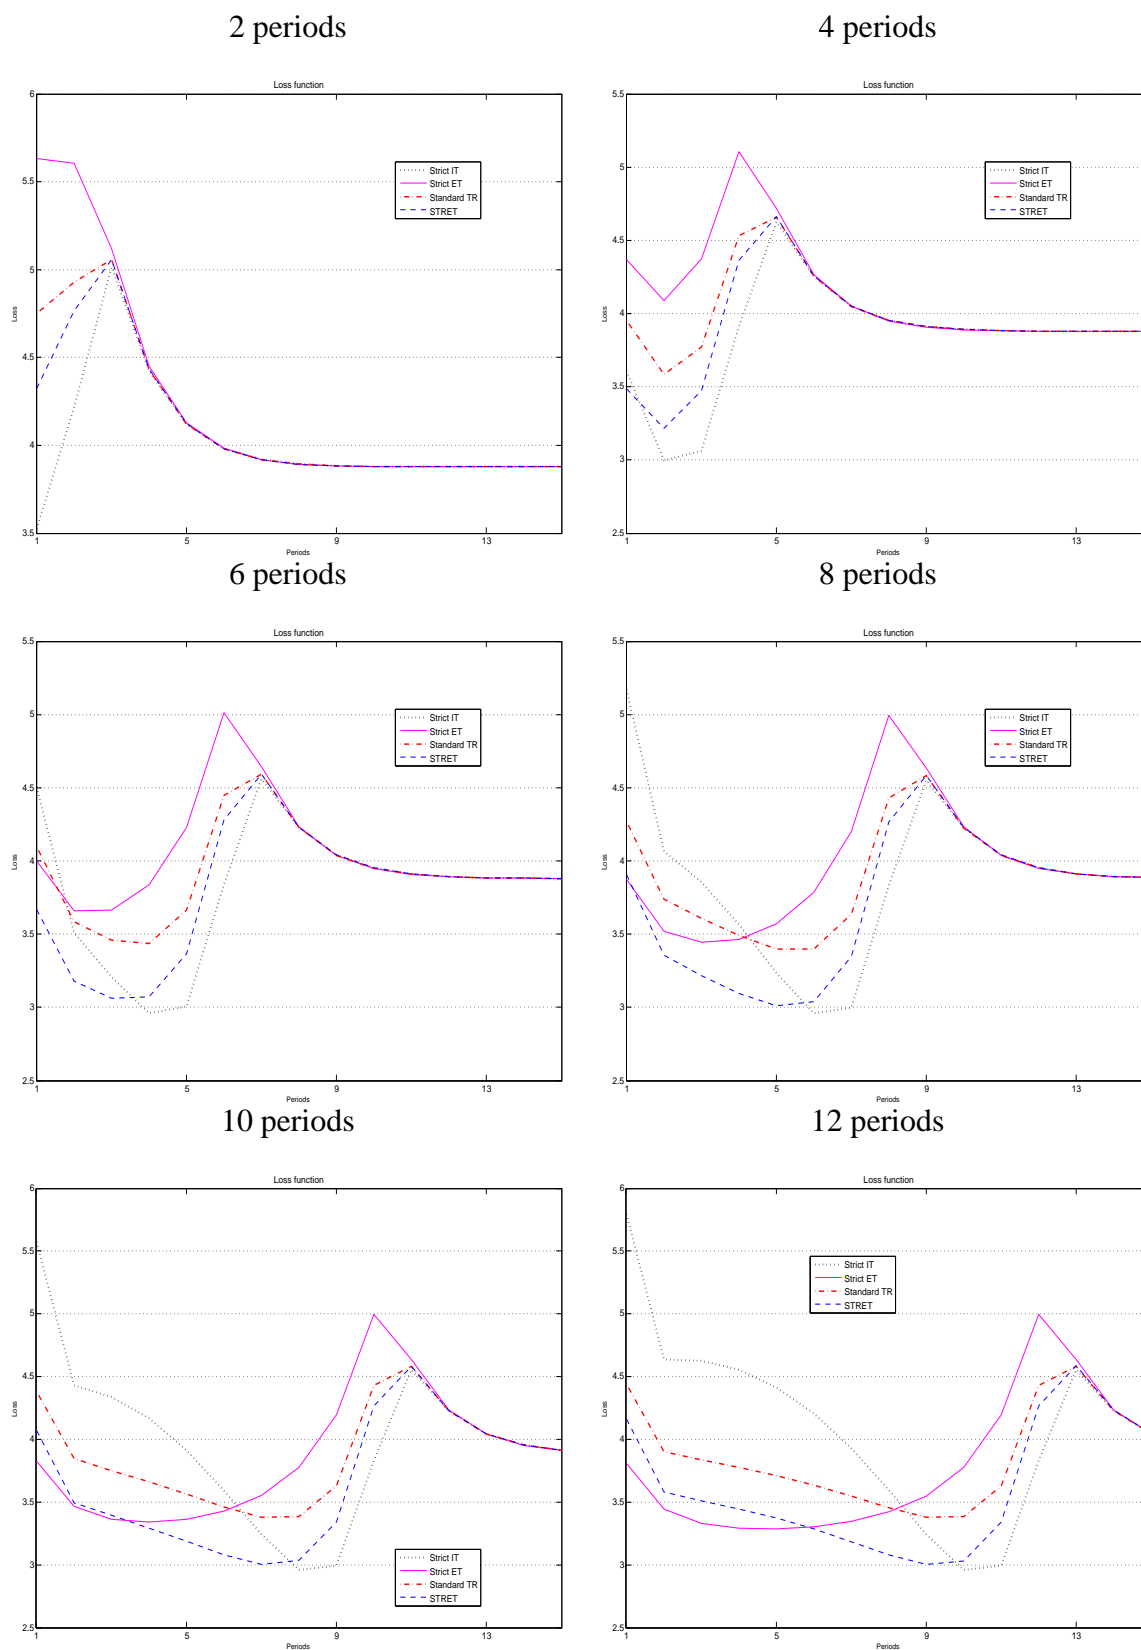 2 periods
4 periods
Loss function
6
5.5
5
4.5
4
3.5
Loss
1
5
9
13
Periods
Strict IT
Strict ET
Standard TR
STRET
Loss function
5.5
5
4.5
4
3.5
3
2.5
Loss
1
5
9
13
Periods
Strict IT
Strict ET
Standard TR
STRET
6 periods
8 periods
Loss function
5.5
5
4.5
4
3.5
3
2.5
Loss
1
5
9
13
Periods
Strict IT
Strict ET
Standard TR
STRET
Loss function
5.5
5
4.5
4
3.5
3
2.5
Loss
1
5
9
13
Periods
Strict IT
Strict ET
Standard TR
STRET
10 periods
12 periods
Loss function
6
5.5
5
4.5
4
3.5
3
2.5
Loss
1
5
9
13
Periods
Strict IT
Strict ET
Standard TR
STRET
Loss function
6
5.5
5
4.5
4
3.5
3
2.5
Loss
1
5
9
13
Periods
Strict IT
Strict ET
Standard TR
STRET